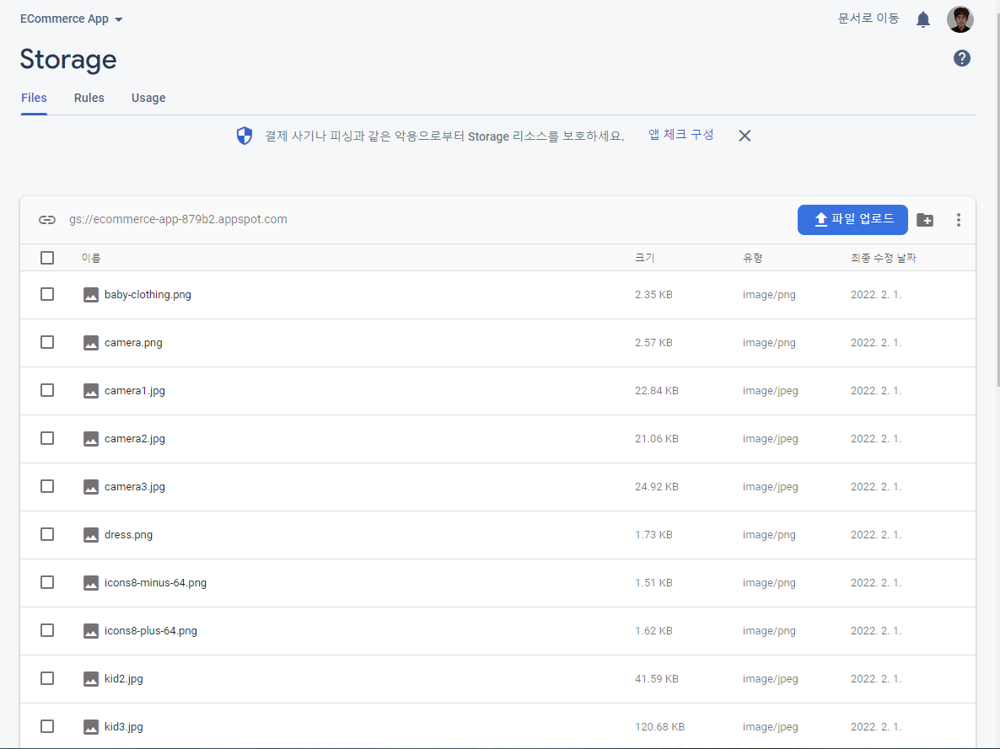 ECommerce App 문서로 이동
Storage
Files Rules Usage
결제 사기나 피싱과 같은 악용으로부터 Storage 리소스를 보호하세요. 앱 체크 구성
gs://ecommerce-app-879b2.appspot.com 파일 업로드
이름 크기 유형 최종 수정 날짜
baby-clothing.png 2.35 KB image/png 2022. 2. 1.
camera.png 2.57 KB image/png 2022. 2. 1.
camera1.jpg 22.84 KB image/jpeg 2022. 2. 1.
camera2.jpg 21.06 KB image/jpeg 2022. 2. 1.
camera3.jpg 24.92 KB image/jpeg 2022. 2. 1.
dress.png 1.73 KB image/png 2022. 2. 1.
icons8-minus-64.png 1.51 KB image/png 2022. 2. 1.
icons8-plus-64.png 1.62 KB image/png 2022. 2. 1.
kid2.jpg 41.59 KB image/jpeg 2022. 2. 1.
kid3.jpg 120.68 KB image/jpeg 2022. 2. 1.